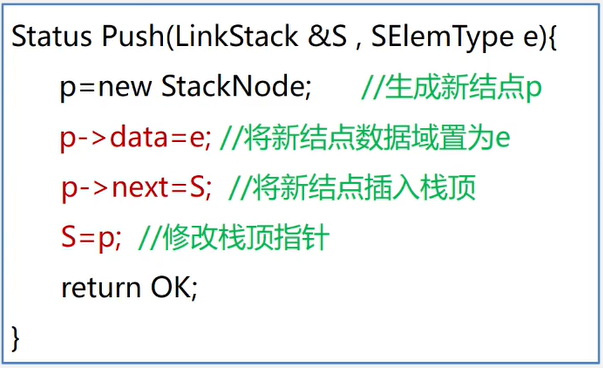 Status Push(LinkStack &S , SElemType e){
p=new StackNode; //生成新结点p
p->data=e; //将新结点数据域置为e
p->next=S; //将新结点插入栈顶
S=p; //修改栈顶指针
return OK;
}